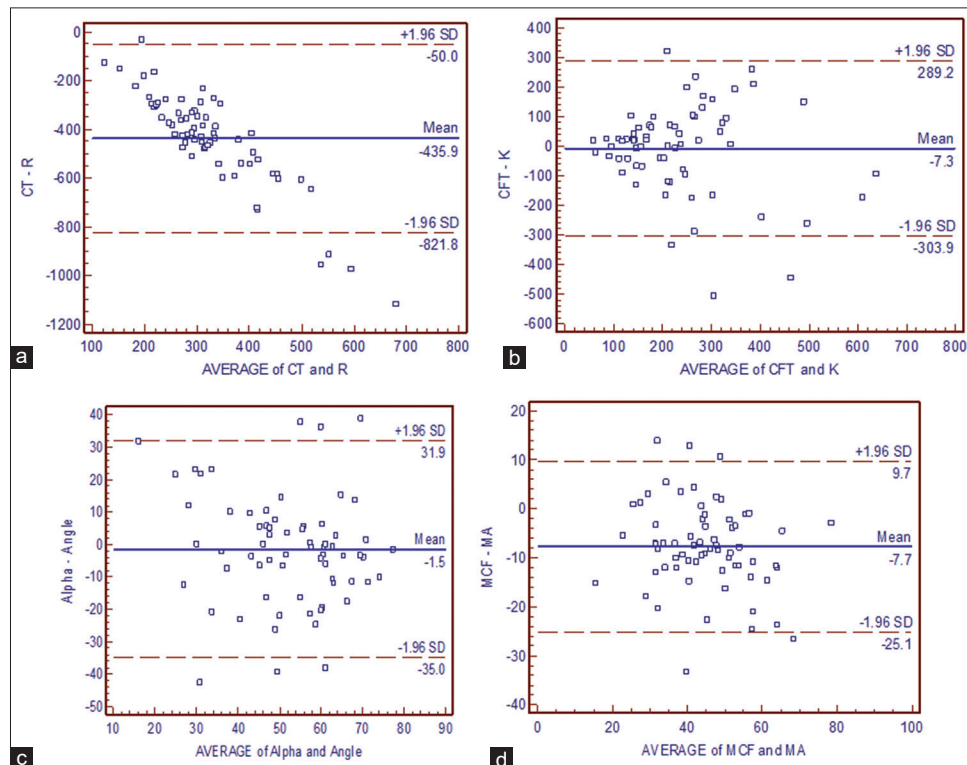 0
-200
-400
-600
-800
-1000
-1200
CT - R
+1.96 SD
-50.0
Mean
-435.9
-1.96 SD
-821.8
100 200 300 400 500 600 700 800
AVERAGE of CT and R
a
400
300
200
100
0
-100
-200
-300
-400
-500
-600
CFT - K
+1.96 SD
289.2
Mean
-7.3
-1.96 SD
-303.9
0 100 200 300 400 500 600 700 800
AVERAGE of CFT and K
b
40
30
20
10
0
-10
-20
-30
-40
-50
Alpha - Angle
+1.96 SD
31.9
Mean
-1.5
-1.96 SD
-35.0
10 20 30 40 50 60 70 80 90
AVERAGE of Alpha and Angle
c
20
10
0
-10
-20
-30
-40
MCF - MA
+1.96 SD
9.7
Mean
-7.7
-1.96 SD
-25.1
0 20 40 60 80 100
AVERAGE of MCF and MA
d